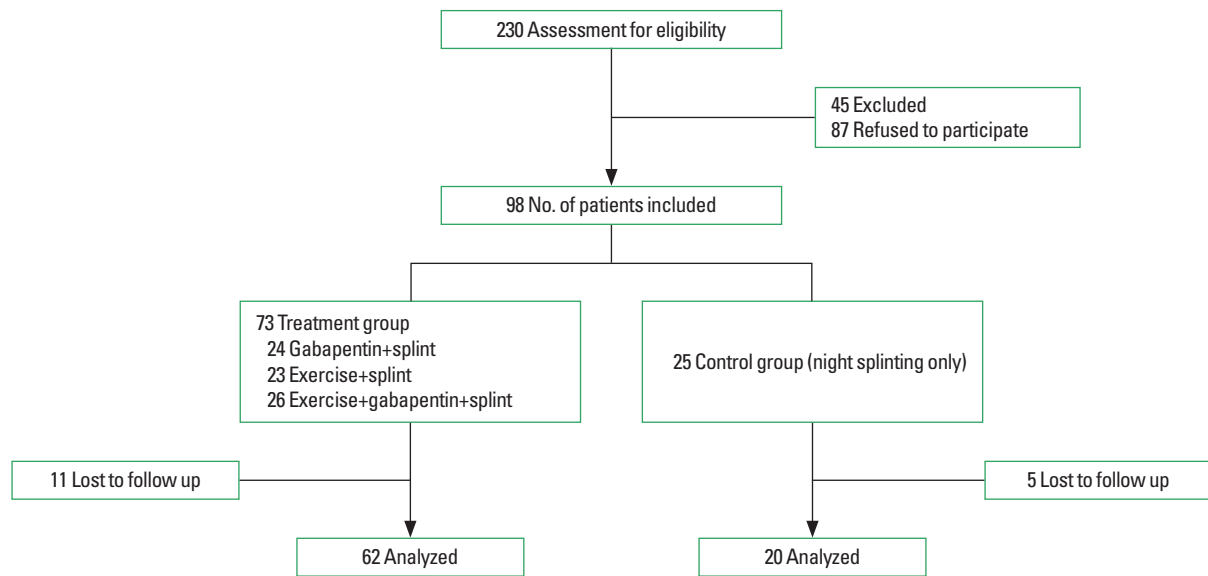 230 Assessment for eligibility
45 Excluded
87 Refused to participate
98 No. of patients included
73 Treatment group
24 Gabapentin+splint
23 Exercise+splint
26 Exercise+gabapentin+splint
25 Control group (night splinting only)
11 Lost to follow up
5 Lost to follow up
62 Analyzed
20 Analyzed